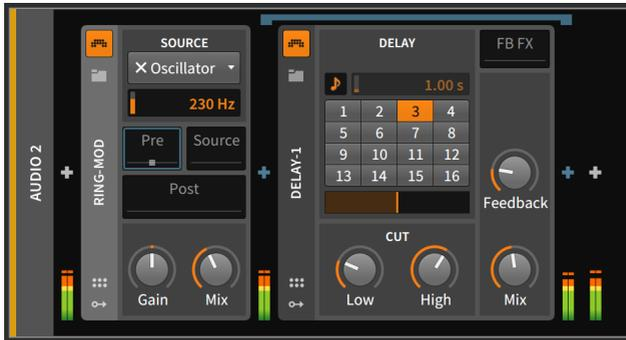 AUDIO 2
RING-MOD
SOURCE
Oscillator
230 Hz
Pre
Source
Post
Gain
Mix
DELAY-1
DELAY
1.00 s
1 2 3 4
5 6 7 8
9 10 11 12
13 14 15 16
CUT
Low
High
FB FX
Feedback
Mix